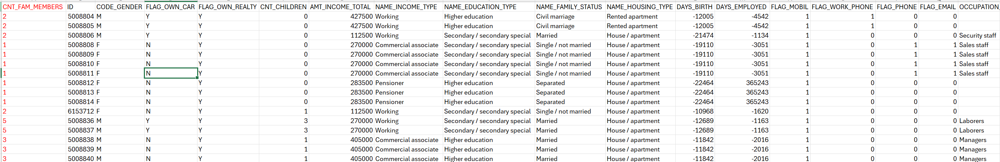 CNT_FAM_MEMBERS ID CODE_GENDER FLAG_OWN_CAR FLAG_OWN_REALTY CNT_CHILDREN AMT_INCOME_TOTAL NAME_INCOME_TYPE NAME_EDUCATION_TYPE NAME_FAMILY_STATUS NAME_HOUSING_TYPE DAYS_BIRTH DAYS_EMPLOYED FLAG_MOBIL FLAG_WORK_PHONE FLAG_PHONE FLAG_EMAIL OCCUPATION_
2 5008804 M Y Y 0 427500 Working Higher education Civil marriage Rented apartment -12005 -4542 1 1 0 0
2 5008805 M Y Y 0 427500 Working Higher education Civil marriage Rented apartment -12005 -4542 1 1 0 0
2 5008806 M Y Y 0 112500 Working Secondary / secondary special Married House / apartment -21474 -1134 1 0 0 0 Security staff
1 5008808 F N Y 0 270000 Commercial associate Secondary / secondary special Single / not married House / apartment -19110 -3051 1 0 1 1 Sales staff
1 5008809 F N Y 0 270000 Commercial associate Secondary / secondary special Single / not married House / apartment -19110 -3051 1 0 1 1 Sales staff
1 5008810 F N Y 0 270000 Commercial associate Secondary / secondary special Single / not married House / apartment -19110 -3051 1 0 1 1 Sales staff
1 5008811 F N Y 0 270000 Commercial associate Secondary / secondary special Single / not married House / apartment -19110 -3051 1 0 1 1 Sales staff
1 5008812 F N Y 0 283500 Pensioner Higher education Separated House / apartment -22464 365243 1 0 0 0
1 5008813 F N Y 0 283500 Pensioner Higher education Separated House / apartment -22464 365243 1 0 0 0
1 5008814 F N Y 0 283500 Pensioner Higher education Separated House / apartment -22464 365243 1 0 0 0
2 6153712 F N Y 1 112500 Working Secondary / secondary special Single / not married House / apartment -10968 -1620 1 0 0 0
5 5008836 M Y Y 3 270000 Working Secondary / secondary special Married House / apartment -12689 -1163 1 0 0 0 Laborers
5 5008837 M Y Y 3 270000 Working Secondary / secondary special Married House / apartment -12689 -1163 1 0 0 0 Laborers
3 5008838 M N Y 1 405000 Commercial associate Higher education Married House / apartment -11842 -2016 1 0 0 0 Managers
3 5008839 M N Y 1 405000 Commercial associate Higher education Married House / apartment -11842 -2016 1 0 0 0 Managers
3 5008840 M N Y 1 405000 Commercial associate Higher education Married House / apartment -11842 -2016 1 0 0 0 Managers